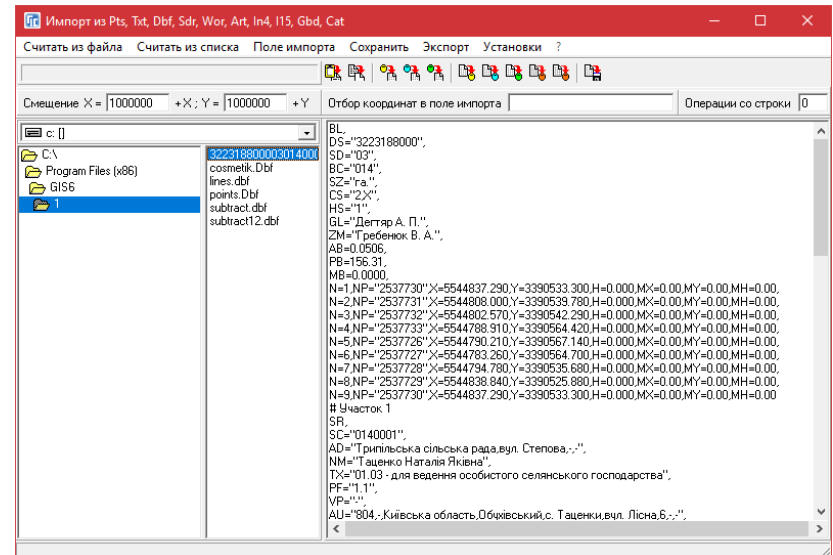 Импорт из Pts, Txt, Dbf, Sdr, Wor, Art, In4, I15, Gbd, Cat
Считать из файла Считать из списка Поле импорта Сохранить Экспорт Установки ?
Смещение X = 1000000 +X ; Y = 1000000 +Y Отбор координат в поле импорта Операции со строки 0
c: []
C:\
Program Files (x86)
GIS6
1
322318800003014000
cosmetik.Dbf
lines.dbf
points.Dbf
subtract.dbf
subtract12.dbf
BL,
DS="3223188000",
SD="03",
BC="014",
SZ="га.",
CS="2,X",
HS="1",
GL="Дегтяр А. П.",
ZM="Гребенюк В. А.",
AB=0.0506,
PB=156.31,
MB=0.0000,
N=1,NP="2537730",X=5544837.290,Y=3390533.300,H=0.000,MX=0.00,MY=0.00,MH=0.00,
N=2,NP="2537731",X=5544808.000,Y=3390539.780,H=0.000,MX=0.00,MY=0.00,MH=0.00,
N=3,NP="2537732",X=5544802.570,Y=3390542.290,H=0.000,MX=0.00,MY=0.00,MH=0.00,
N=4,NP="2537733",X=5544788.910,Y=3390564.420,H=0.000,MX=0.00,MY=0.00,MH=0.00,
N=5,NP="2537726",X=5544790.210,Y=3390567.140,H=0.000,MX=0.00,MY=0.00,MH=0.00,
N=6,NP="2537727",X=5544783.260,Y=3390564.700,H=0.000,MX=0.00,MY=0.00,MH=0.00,
N=7,NP="2537728",X=5544794.780,Y=3390535.680,H=0.000,MX=0.00,MY=0.00,MH=0.00,
N=8,NP="2537729",X=5544838.840,Y=3390525.880,H=0.000,MX=0.00,MY=0.00,MH=0.00,
N=9,NP="2537730",X=5544837.290,Y=3390533.300,H=0.000,MX=0.00,MY=0.00,MH=0.00
# Участок 1
SR,
SC="0140001",
AD="Трипільська сільська рада,вул. Степова,-,-",
NM="Таценко Наталія Яківна",
TX="01.03 - для ведення особистого селянського господарства",
PF="1.1",
VP="-",
AU="804,-,Київська область,Обухівський,с. Таценки,вул. Лісна,6,-,-",